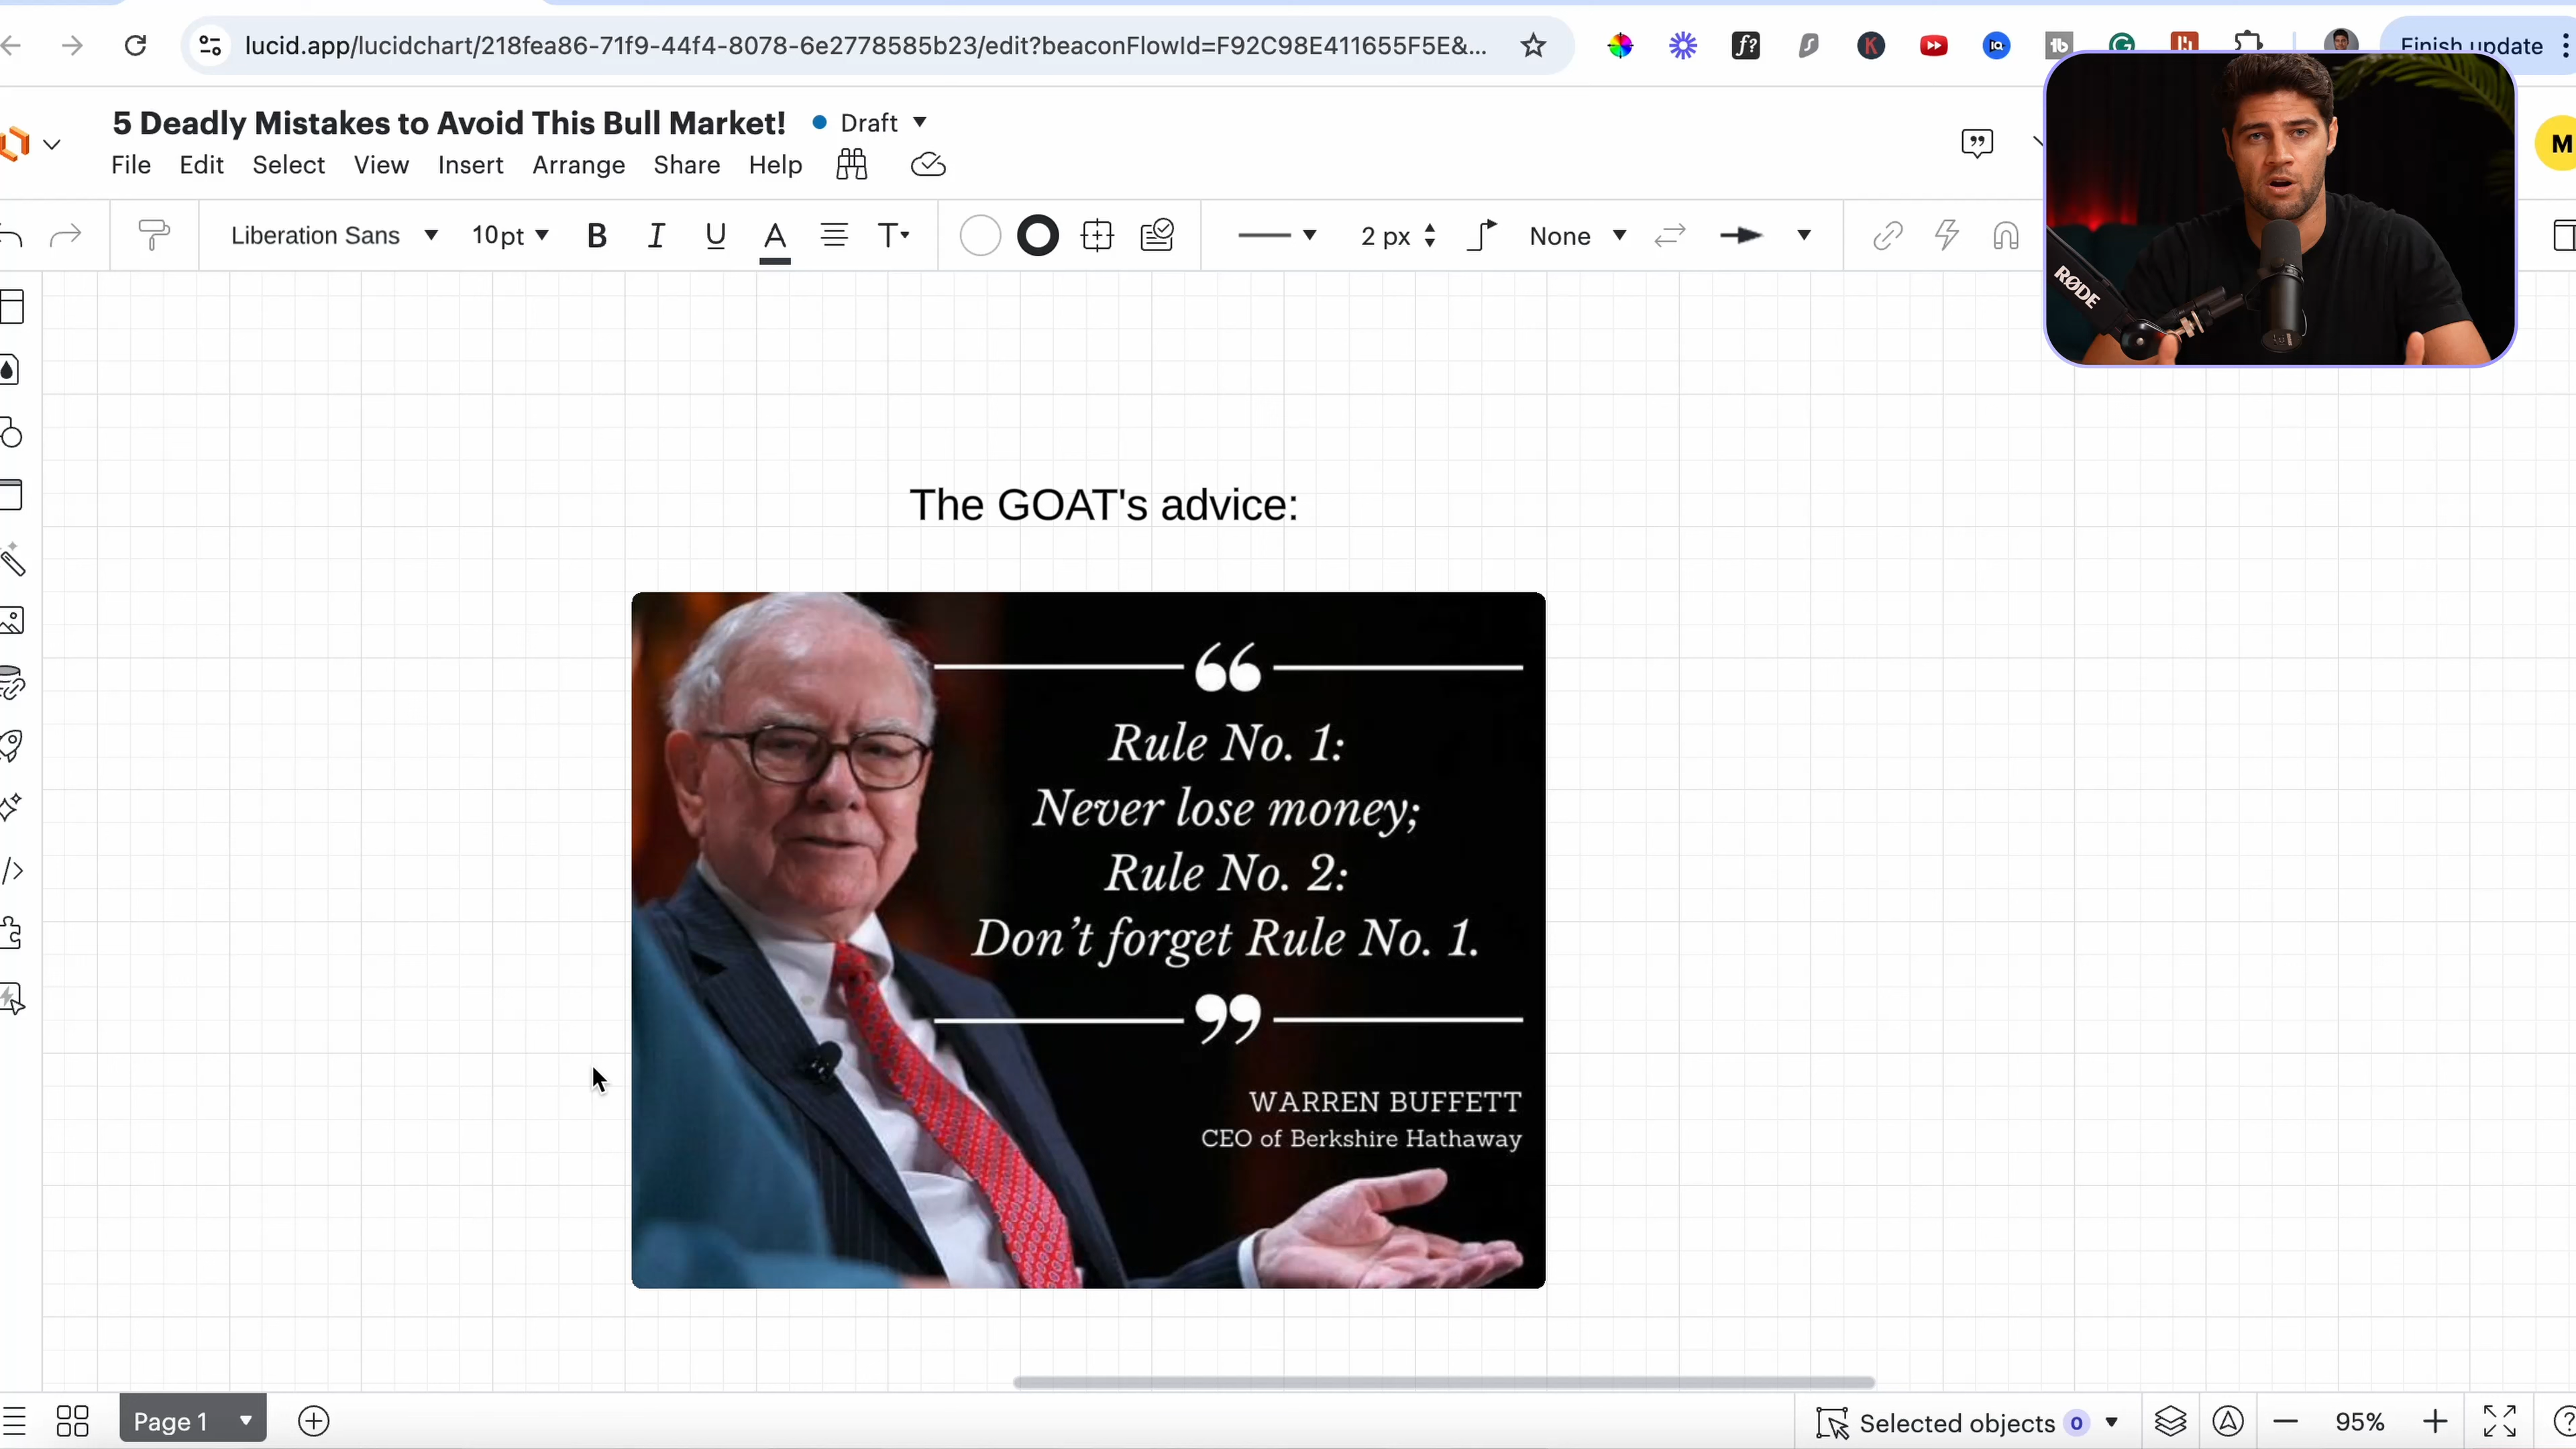 lucid.app/lucidchart/218fea86-71f9-44f4-8078-6e2778585b23/edit?beaconFlowId=F92C98E411655F5E&...
Finish update
5 Deadly Mistakes to Avoid This Bull Market!
Draft
File Edit Select View Insert Arrange Share Help
M
Liberation Sans 10pt B I U A T 2 px None
RØDE
The GOAT's advice:
“
Rule No. 1:
Never lose money;
Rule No. 2:
Don’t forget Rule No. 1.
”
WARREN BUFFETT
CEO of Berkshire Hathaway
Page 1
Selected objects 0
95%